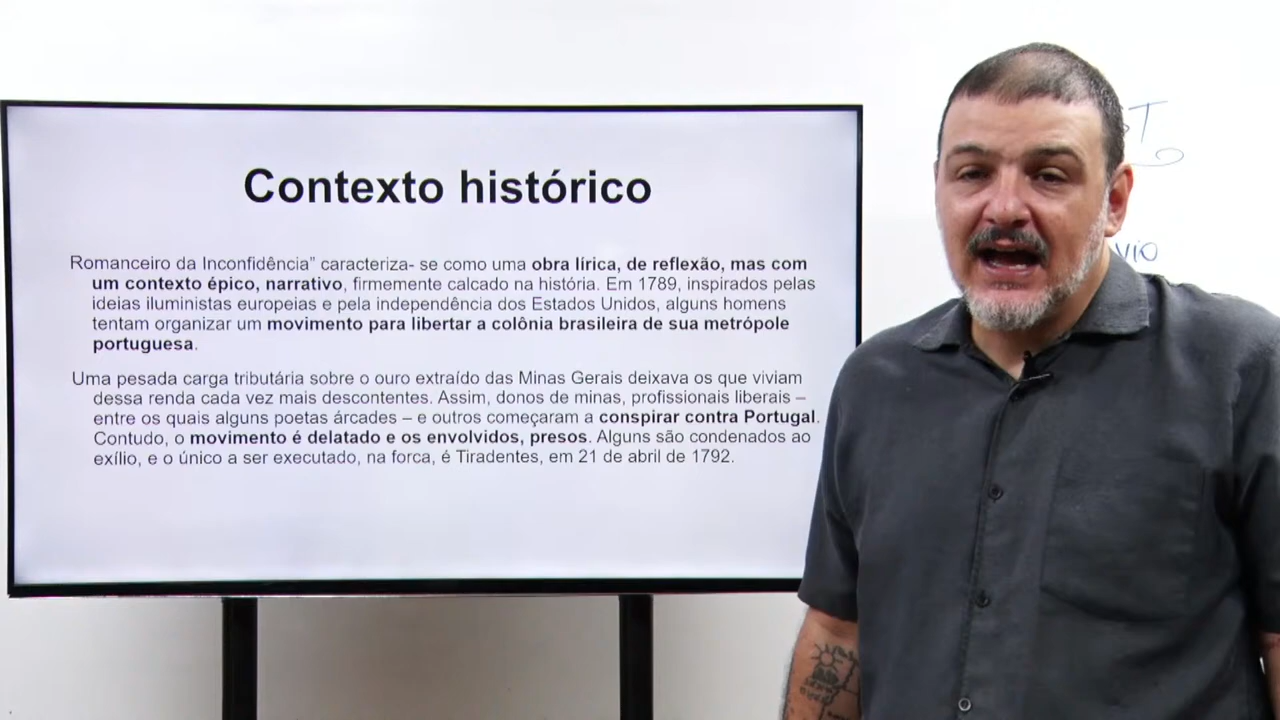 Contexto histórico
Romanceiro da Inconfidência” caracteriza- se como uma obra lírica, de reflexão, mas com
um contexto épico, narrativo, firmemente calcado na história. Em 1789, inspirados pelas
ideias iluministas europeias e pela independência dos Estados Unidos, alguns homens
tentam organizar um movimento para libertar a colônia brasileira de sua metrópole
portuguesa.
Uma pesada carga tributária sobre o ouro extraído das Minas Gerais deixava os que viviam
dessa renda cada vez mais descontentes. Assim, donos de minas, profissionais liberais –
entre os quais alguns poetas árcades – e outros começaram a conspirar contra Portugal.
Contudo, o movimento é delatado e os envolvidos, presos. Alguns são condenados ao
exílio, e o único a ser executado, na forca, é Tiradentes, em 21 de abril de 1792.